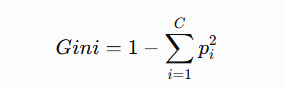 Gini = 1 − ∑_{i=1}^{C} p_i^2